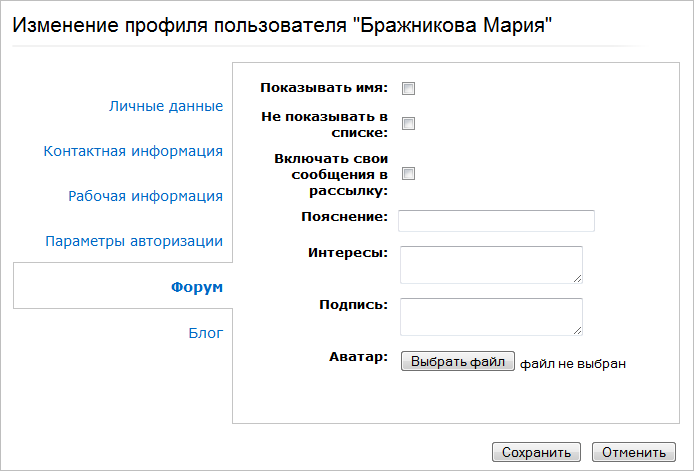 Изменение профиля пользователя "Бражникова Мария"
Личные данные
Контактная информация
Рабочая информация
Параметры авторизации
Форум
Блог
Показывать имя:
Не показывать в
списке:
Включать свои
сообщения в
рассылку:
Пояснение:
Интересы:
Подпись:
Аватар:
Выбрать файл файл не выбран
Сохранить Отменить